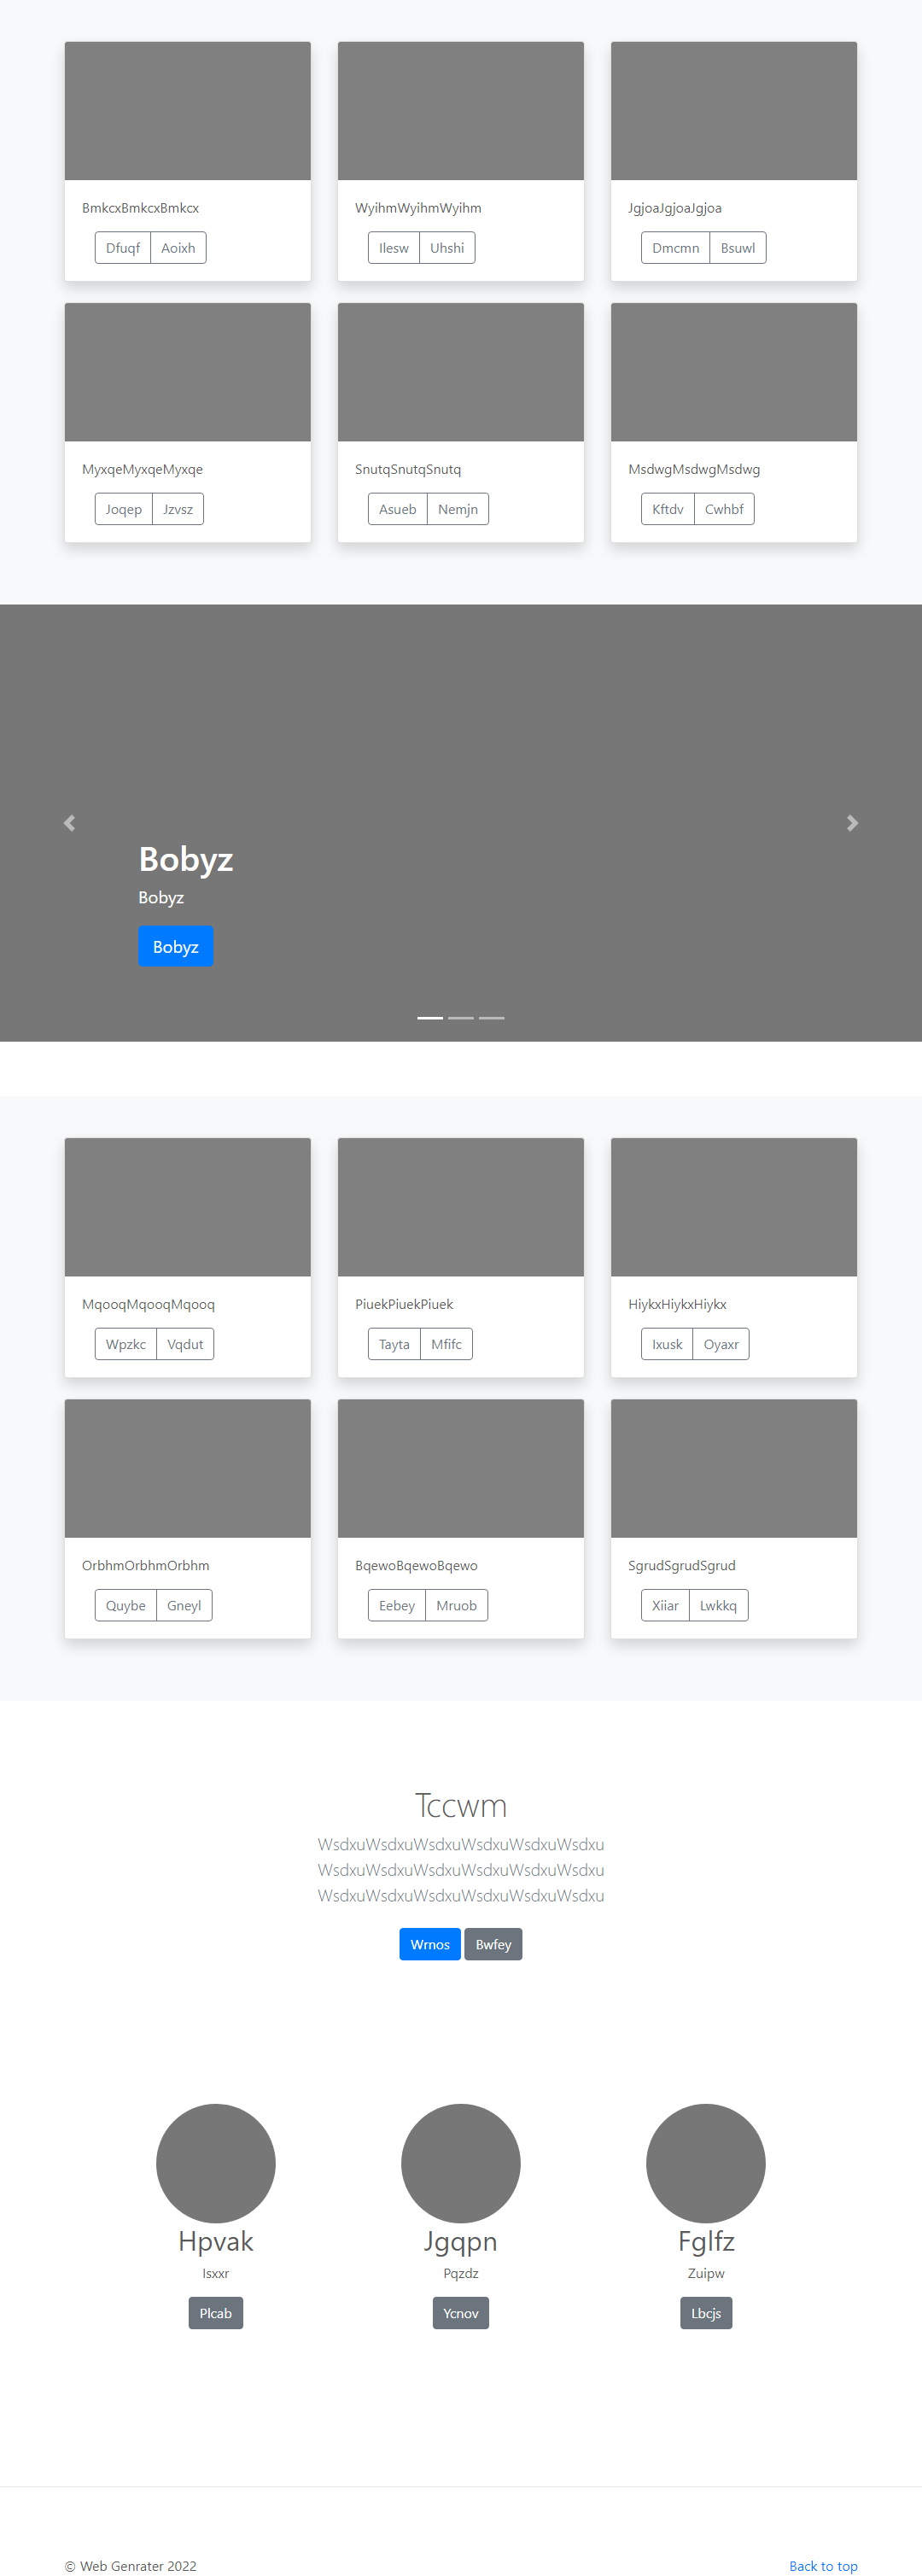 BmkcxBmkcxBmkcx
WyihmWyihmWyihm
JgjoaJgjoaJgjoa
Dfuqf Aoixh
Ilesw Uhshi
Dmcmn Bsuwl
MyxqeMyxqeMyxqe
SnutqSnutqSnutq
MsdwgMsdwgMsdwg
Joqep Jzvsz
Asueb Nemjn
Kftdv Cwhbf
Bobyz
Bobyz
Bobyz
MqooqMqooqMqooq
PiuekPiuekPiuek
HiykxHiykxHiykx
Wpzkc Vqdut
Tayta Mfifc
Ixusk Oyaxr
OrbhmOrbhmOrbhm
BqewoBqewoBqewo
SgrudSgrudSgrud
Quybe Gneyl
Eebey Mruob
Xiiar Lwkkq
Tccwm
WsdxuWsdxuWsdxuWsdxuWsdxuWsdxu
WsdxuWsdxuWsdxuWsdxuWsdxuWsdxu
WsdxuWsdxuWsdxuWsdxuWsdxuWsdxu
Wrnos Bwfey
Hpvak
Jgqpn
Fglfz
Isxxr
Pqzdz
Zuipw
Plcab
Ycnov
Lbcjs
© Web Genrater 2022
Back to top